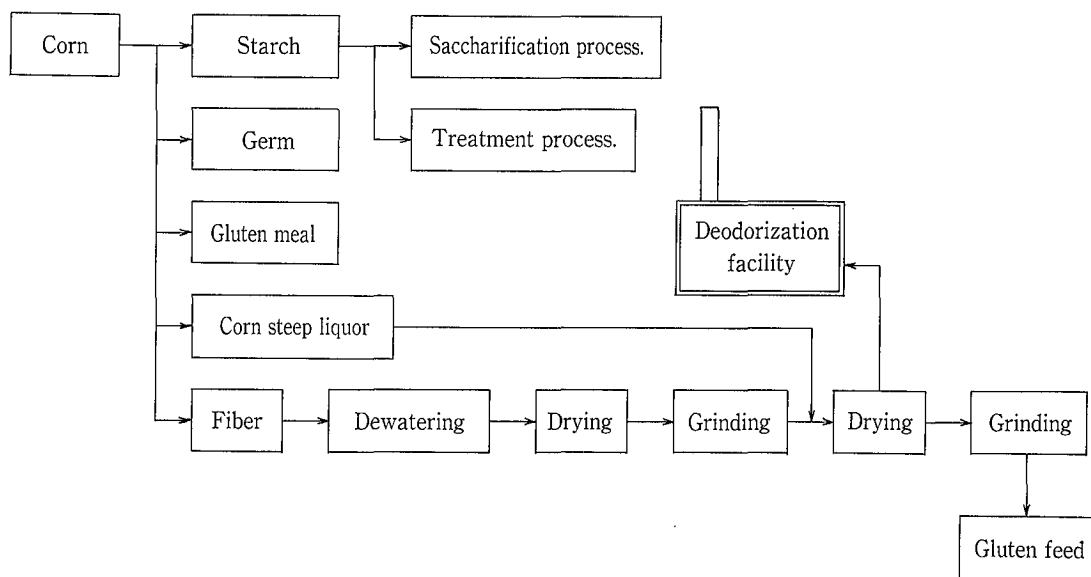 Corn
Starch
Saccharification process.
Germ
Treatment process.
Gluten meal
Deodorization
facility
Corn steep liquor
Fiber
Dewatering
Drying
Grinding
Drying
Grinding
Gluten feed